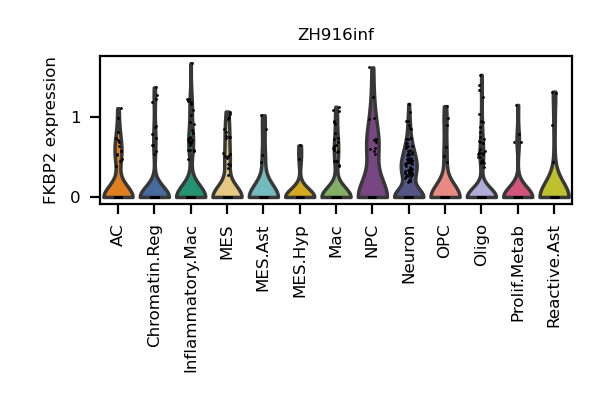 ZH916inf
FKBP2 expression
1
0
AC
Chromatin.Reg
Inflammatory.Mac
MES
MES.Ast
MES.Hyp
Mac
NPC
Neuron
OPC
Oligo
Prolif.Metab
Reactive.Ast